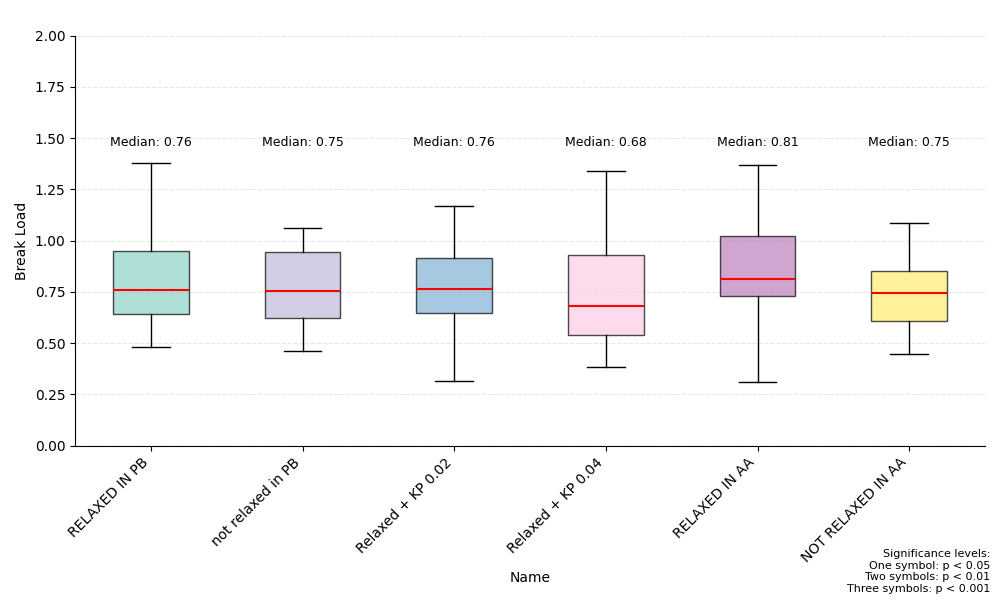 2.00
1.75
1.50
1.25
1.00
0.75
0.50
0.25
0.00
Break Load
Median: 0.76
Median: 0.75
Median: 0.76
Median: 0.68
Median: 0.81
Median: 0.75
RELAXED IN PB
not relaxed in PB
Relaxed + KP 0.02
Relaxed + KP 0.04
RELAXED IN AA
NOT RELAXED IN AA
Name
Significance levels:
One symbol: p < 0.05
Two symbols: p < 0.01
Three symbols: p < 0.001